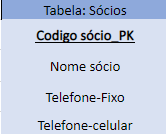 Tabela: Sócios
Codigo sócio_PK
Nome sócio
Telefone-Fixo
Telefone-celular